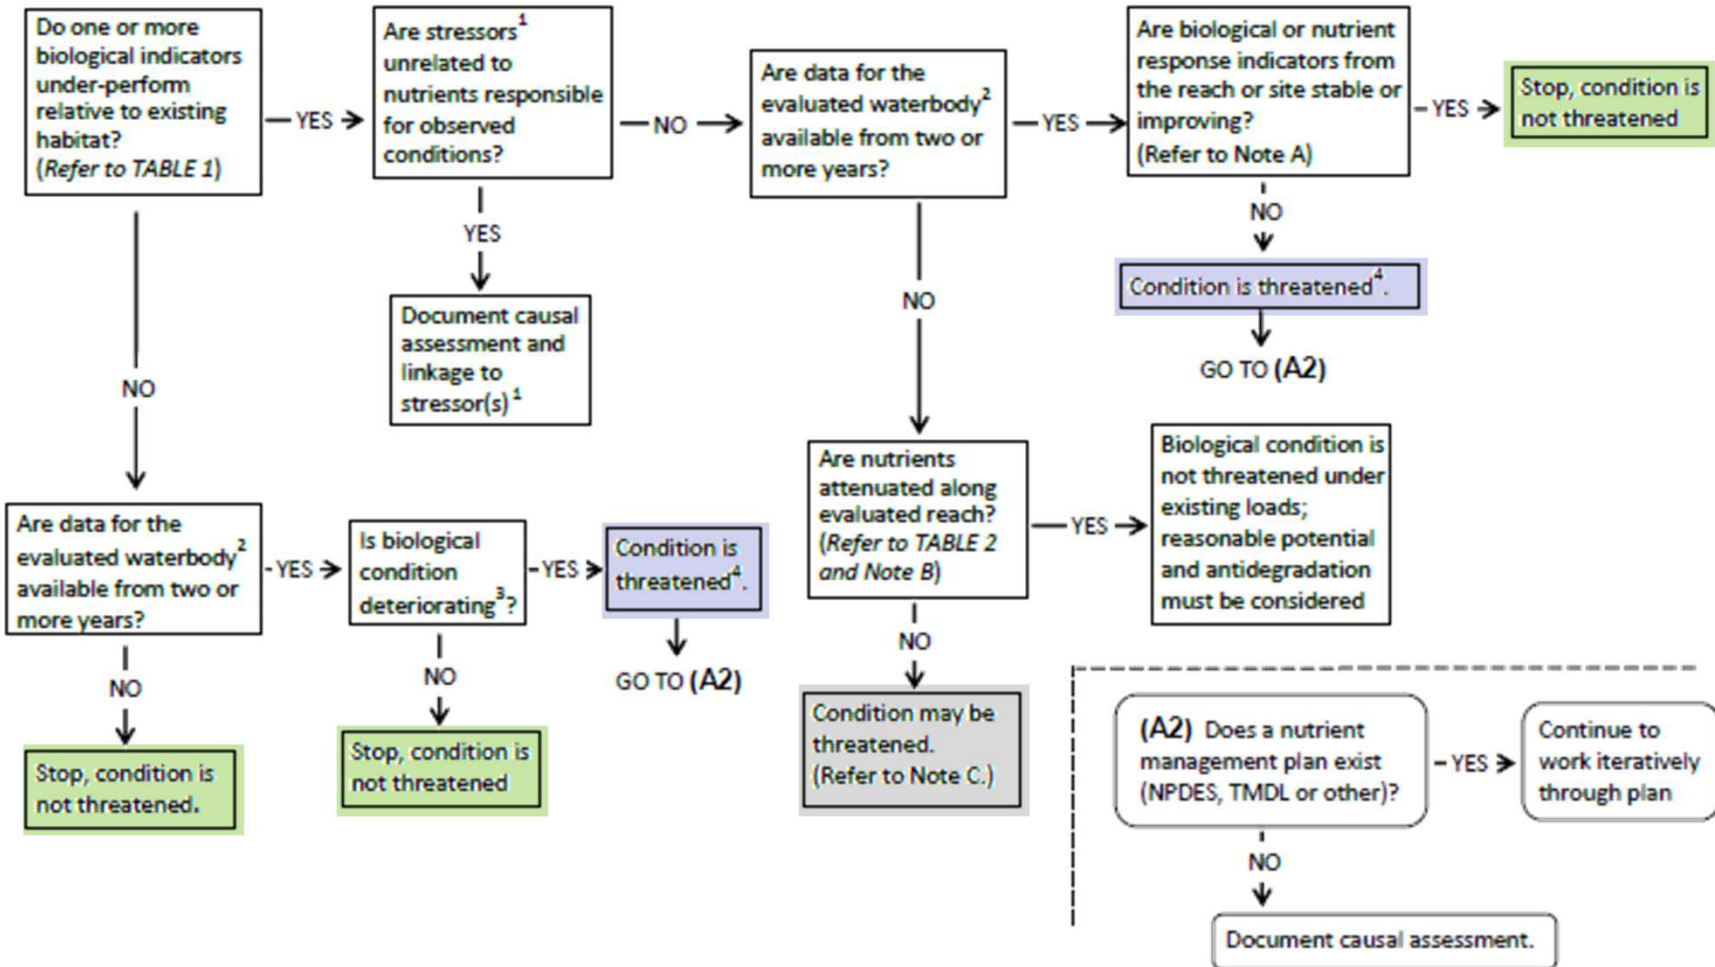 Do one or more
biological indicators
under-perform
relative to existing
habitat?
(Refer to TABLE 1)
YES
Are stressors¹
unrelated to
nutrients responsible
for observed
conditions?
NO
Are data for the
evaluated waterbody²
available from two or
more years?
YES
Are biological or nutrient
response indicators from
the reach or site stable or
improving?
(Refer to Note A)
YES
Stop, condition is
not threatened
YES
Document causal
assessment and
linkage to
stressor(s)¹
NO
Condition is threatened⁴.
GO TO (A2)
NO
NO
Are data for the
evaluated waterbody²
available from two or
more years?
YES
Is biological
condition
deteriorating³?
YES
Condition is
threatened⁴.
GO TO (A2)
Are nutrients
attenuated along
evaluated reach?
(Refer to TABLE 2
and Note B)
YES
Biological condition is
not threatened under
existing loads;
reasonable potential
and antidegradation
must be considered
NO
Stop, condition is
not threatened.
NO
Stop, condition is
not threatened
NO
Condition may be
threatened.
(Refer to Note C.)
(A2) Does a nutrient
management plan exist
(NPDES, TMDL or other)?
YES
Continue to
work iteratively
through plan
NO
Document causal assessment.